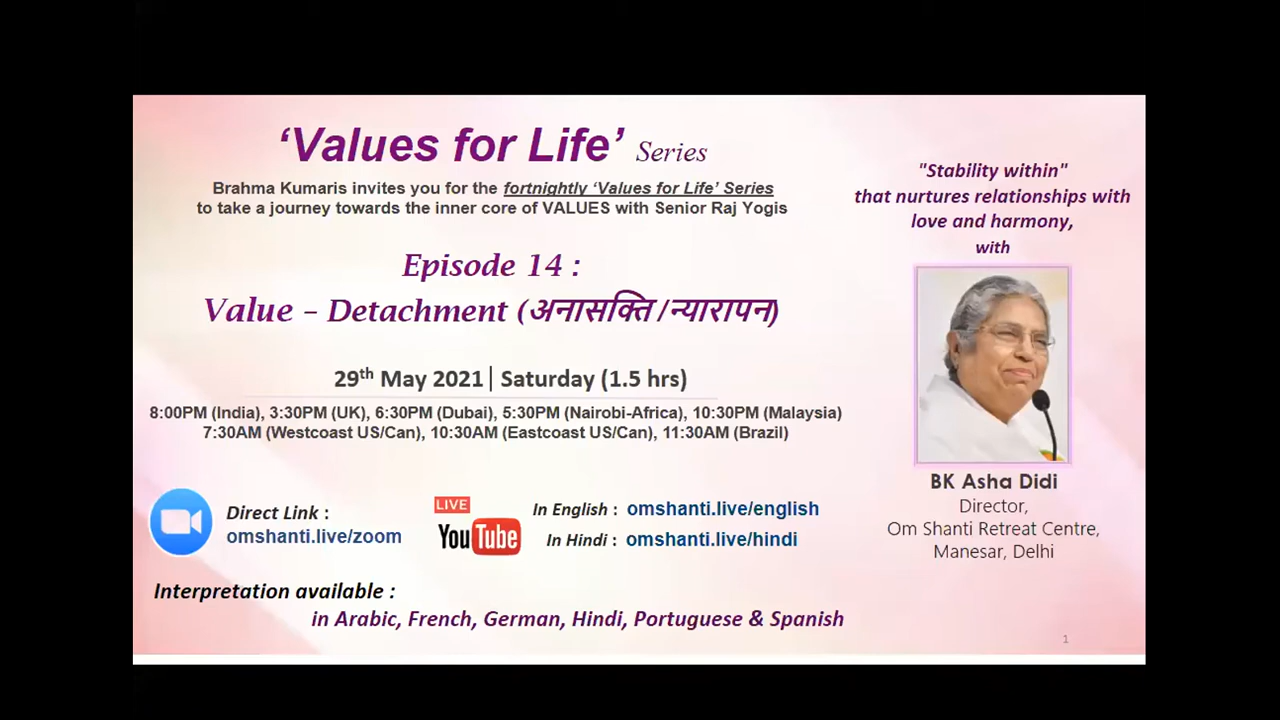 ‘Values for Life’ Series
Brahma Kumaris invites you for the fortnightly ‘Values for Life’ Series
to take a journey towards the inner core of VALUES with Senior Raj Yogis
Episode 14 :
Value – Detachment (अनासक्ति/न्यारापन)
29th May 2021| Saturday (1.5 hrs)
8:00PM (India), 3:30PM (UK), 6:30PM (Dubai), 5:30PM (Nairobi-Africa), 10:30PM (Malaysia)
7:30AM (Westcoast US/Can), 10:30AM (Eastcoast US/Can), 11:30AM (Brazil)
Direct Link :
omshanti.live/zoom
LIVE
YouTube
In English : omshanti.live/english
In Hindi : omshanti.live/hindi
Interpretation available :
in Arabic, French, German, Hindi, Portuguese & Spanish
"Stability within"
that nurtures relationships with
love and harmony,
with
BK Asha Didi
Director,
Om Shanti Retreat Centre,
Manesar, Delhi
1